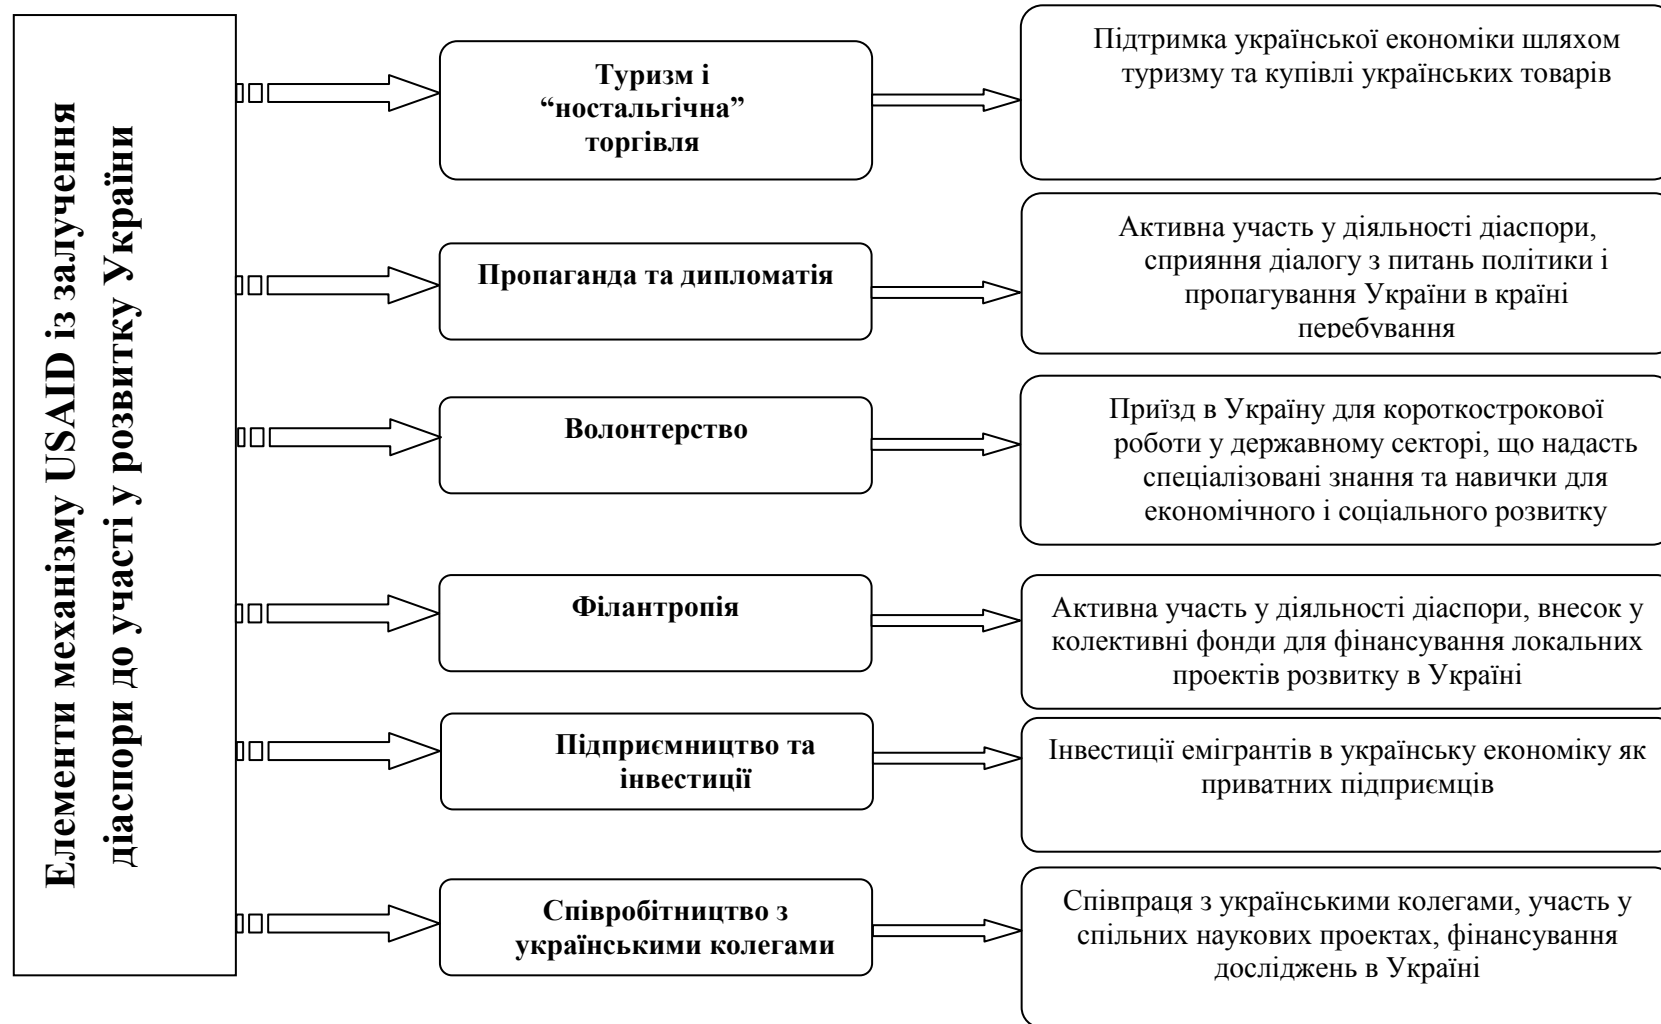 Елементи механізму USAID із залучення
діаспори до участі у розвитку України
Туризм і
“ностальгічна”
торгівля
Підтримка української економіки шляхом
туризму та купівлі українських товарів
Пропаганда та дипломатія
Активна участь у діяльності діаспори,
сприяння діалогу з питань політики і
пропагування України в країні
перебування
Волонтерство
Приїзд в Україну для короткострокової
роботи у державному секторі, що надасть
спеціалізовані знання та навички для
економічного і соціального розвитку
Філантропія
Активна участь у діяльності діаспори, внесок у
колективні фонди для фінансування локальних
проектів розвитку в Україні
Підприємництво та
інвестиції
Інвестиції емігрантів в українську економіку як
приватних підприємців
Співробітництво з
українськими колегами
Співпраця з українськими колегами, участь у
спільних наукових проектах, фінансування
досліджень в Україні